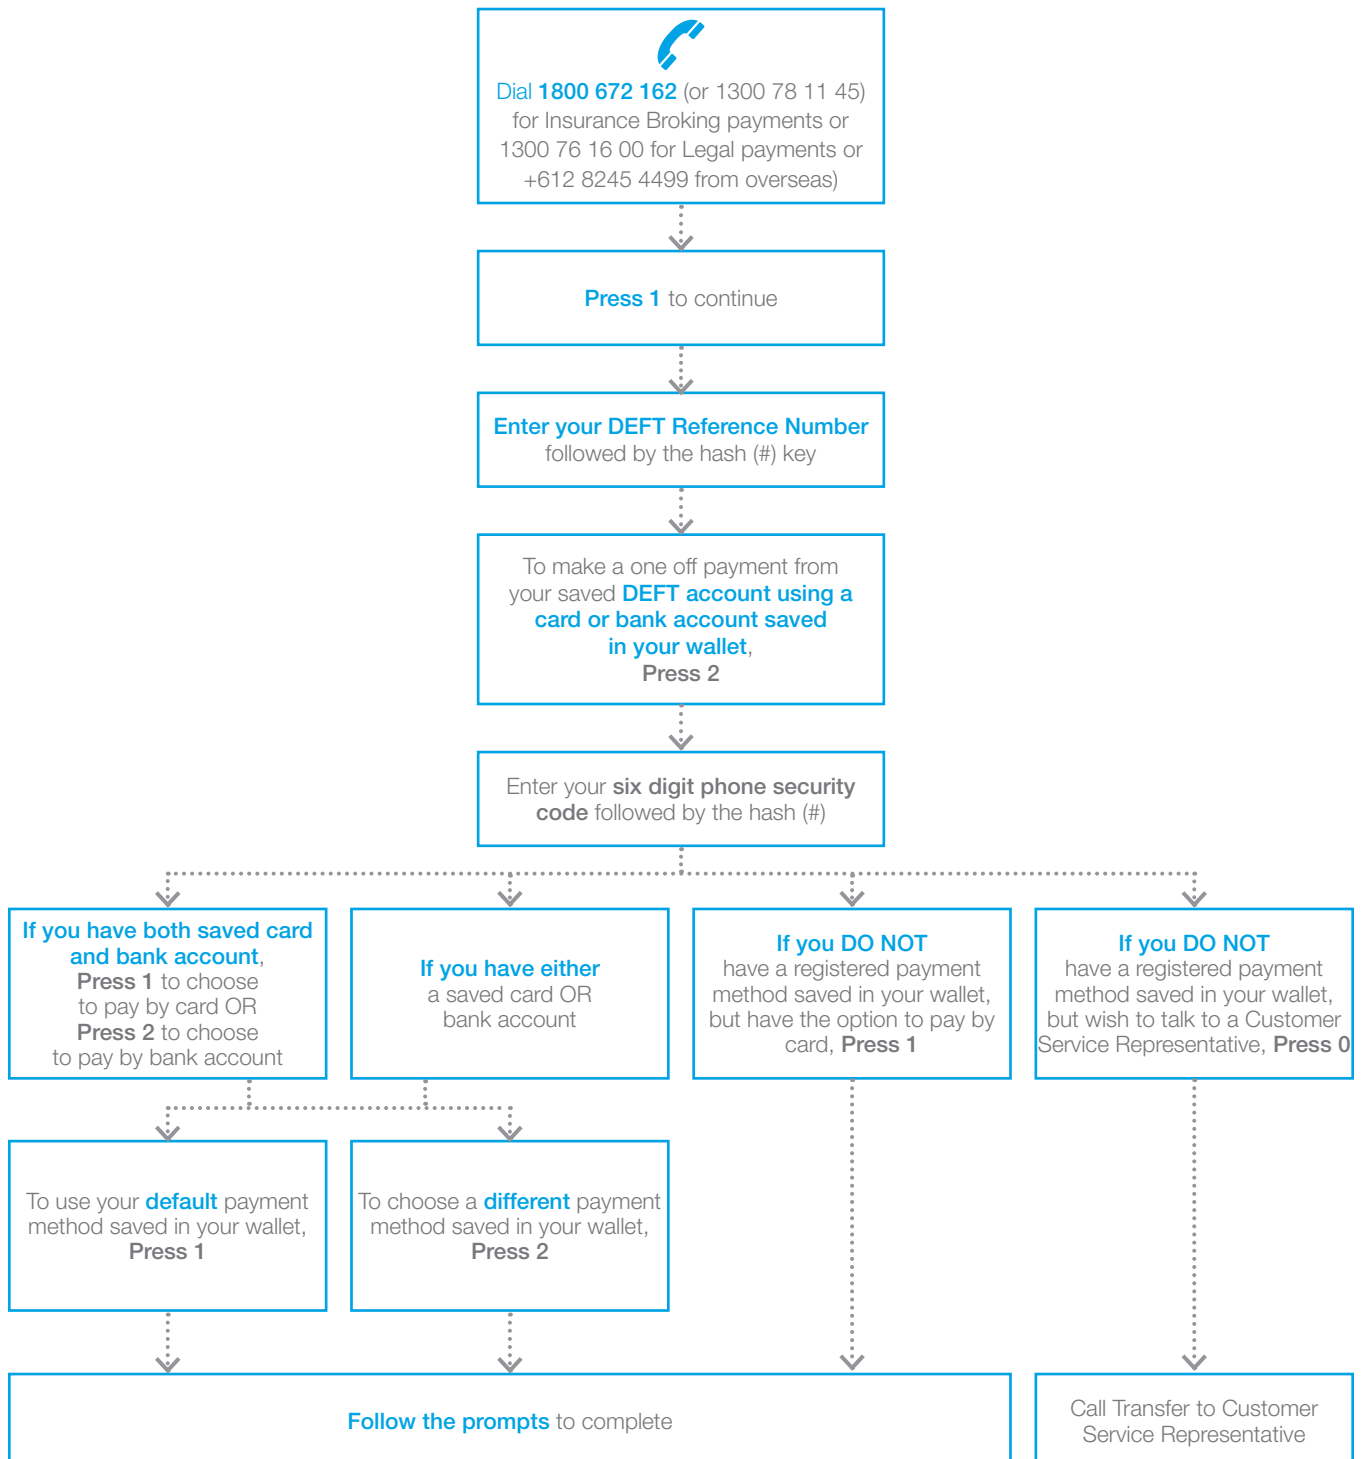 Dial 1800 672 162 (or 1300 78 11 45)
for Insurance Broking payments or
1300 76 16 00 for Legal payments or
+612 8245 4499 from overseas)
Press 1 to continue
Enter your DEFT Reference Number
followed by the hash (#) key
To make a one off payment from
your saved DEFT account using a
card or bank account saved
in your wallet,
Press 2
Enter your six digit phone security
code followed by the hash (#)
If you have both saved card
and bank account,
Press 1 to choose
to pay by card OR
Press 2 to choose
to pay by bank account
If you have either
a saved card OR
bank account
If you DO NOT
have a registered payment
method saved in your wallet,
but have the option to pay by
card, Press 1
If you DO NOT
have a registered payment
method saved in your wallet,
but wish to talk to a Customer
Service Representative, Press 0
To use your default payment
method saved in your wallet,
Press 1
To choose a different payment
method saved in your wallet,
Press 2
Follow the prompts to complete
Call Transfer to Customer
Service Representative